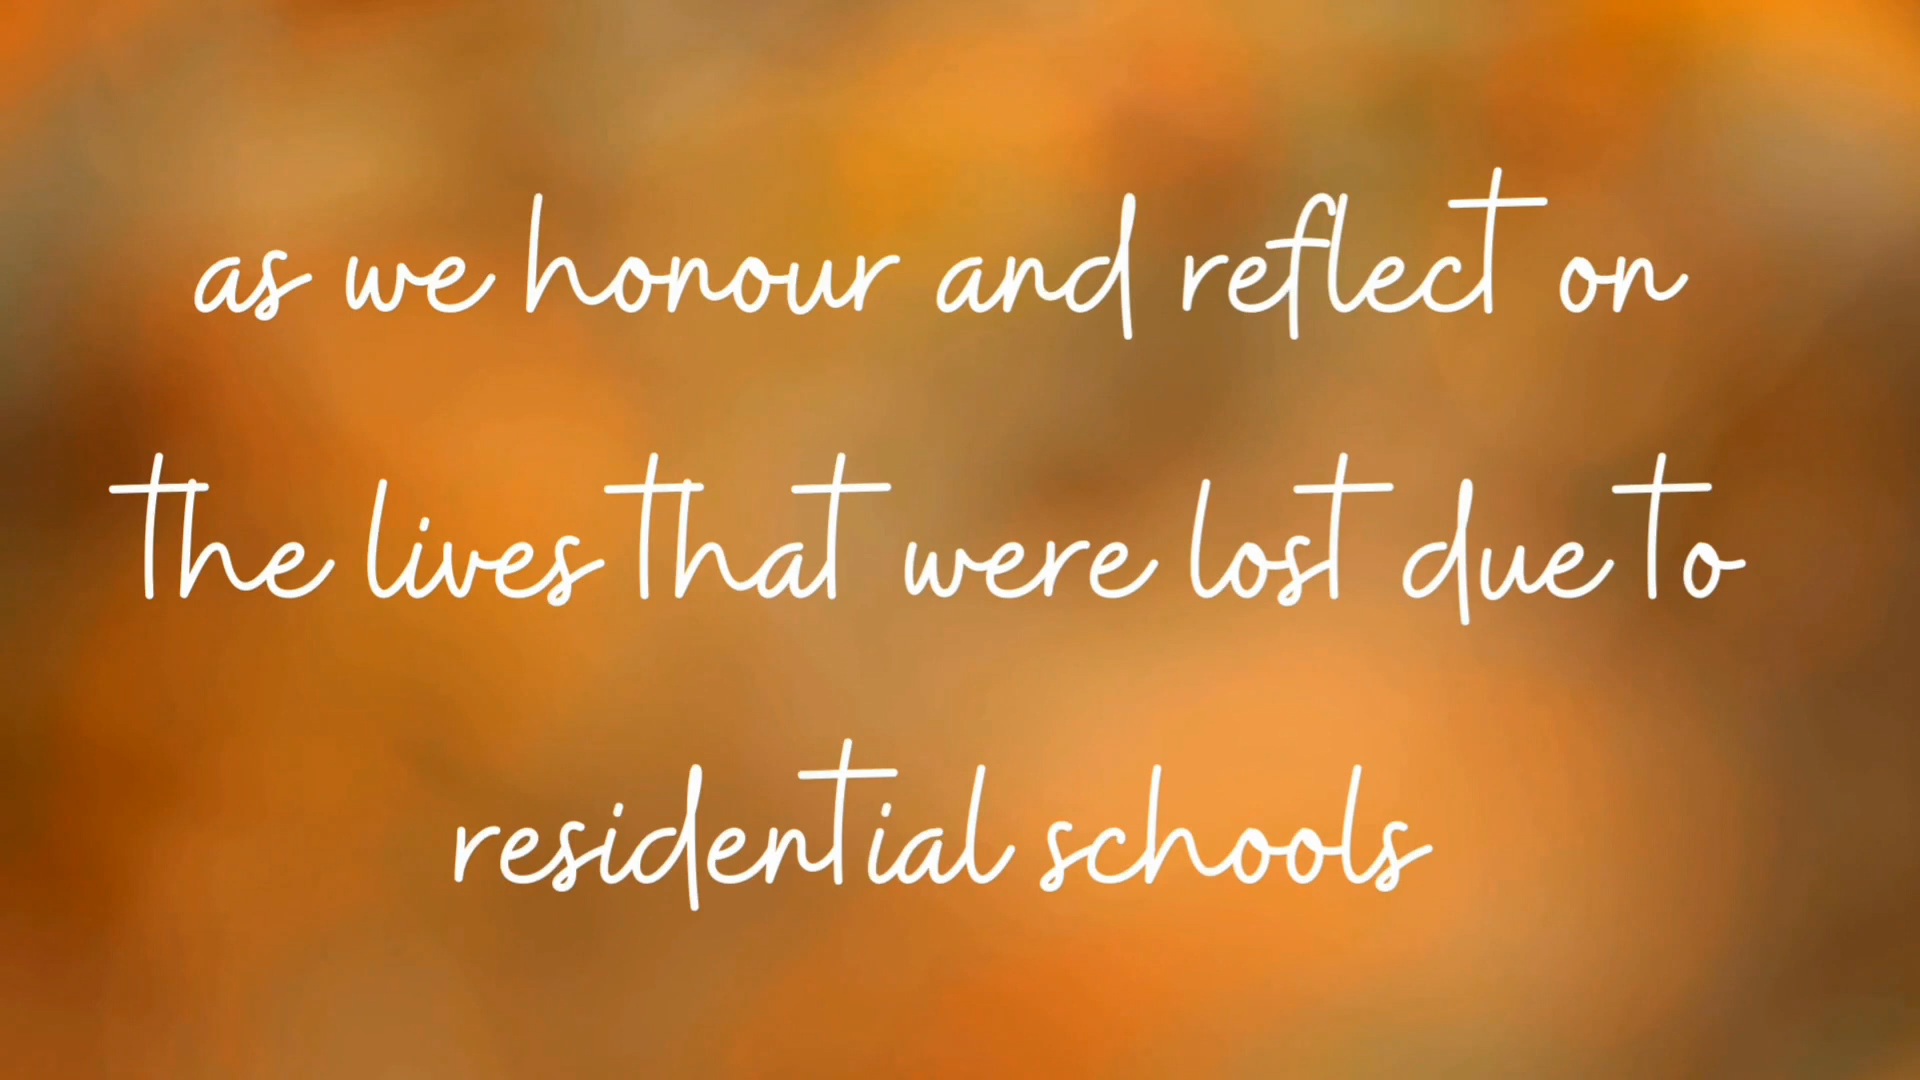 as we honour and reflect on
the lives that were lost due to
residential schools